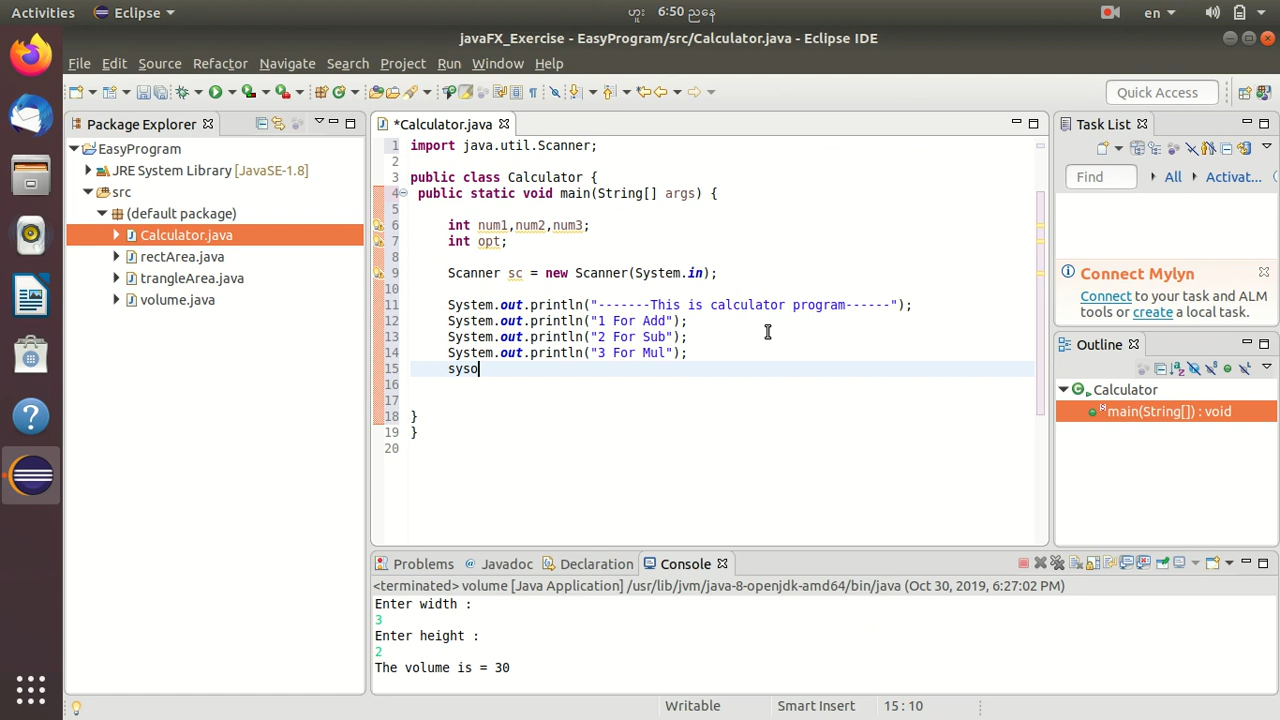 Activities Eclipse ဟူး 6:50 ညနေ en
javaFX_Exercise - EasyProgram/src/Calculator.java - Eclipse IDE
File Edit Source Refactor Navigate Search Project Run Window Help
Quick Access
Package Explorer
EasyProgram
JRE System Library [JavaSE-1.8]
src
(default package)
Calculator.java
rectArea.java
trangleArea.java
volume.java
*Calculator.java
1 import java.util.Scanner;
2
3 public class Calculator {
4 public static void main(String[] args) {
5
6 int num1,num2,num3;
7 int opt;
8
9 Scanner sc = new Scanner(System.in);
10
11 System.out.println("-------This is calculator program------");
12 System.out.println("1 For Add");
13 System.out.println("2 For Sub");
14 System.out.println("3 For Mul");
15 syso
16
17
18 }
19 }
20
Task List
Find All Activat...
Connect Mylyn
Connect to your task and ALM
tools or create a local task.
Outline
Calculator
main(String[]) : void
Problems Javadoc Declaration Console
<terminated> volume [Java Application] /usr/lib/jvm/java-8-openjdk-amd64/bin/java (Oct 30, 2019, 6:27:02 PM)
Enter width :
3
Enter height :
2
The volume is = 30
Writable Smart Insert 15 : 10